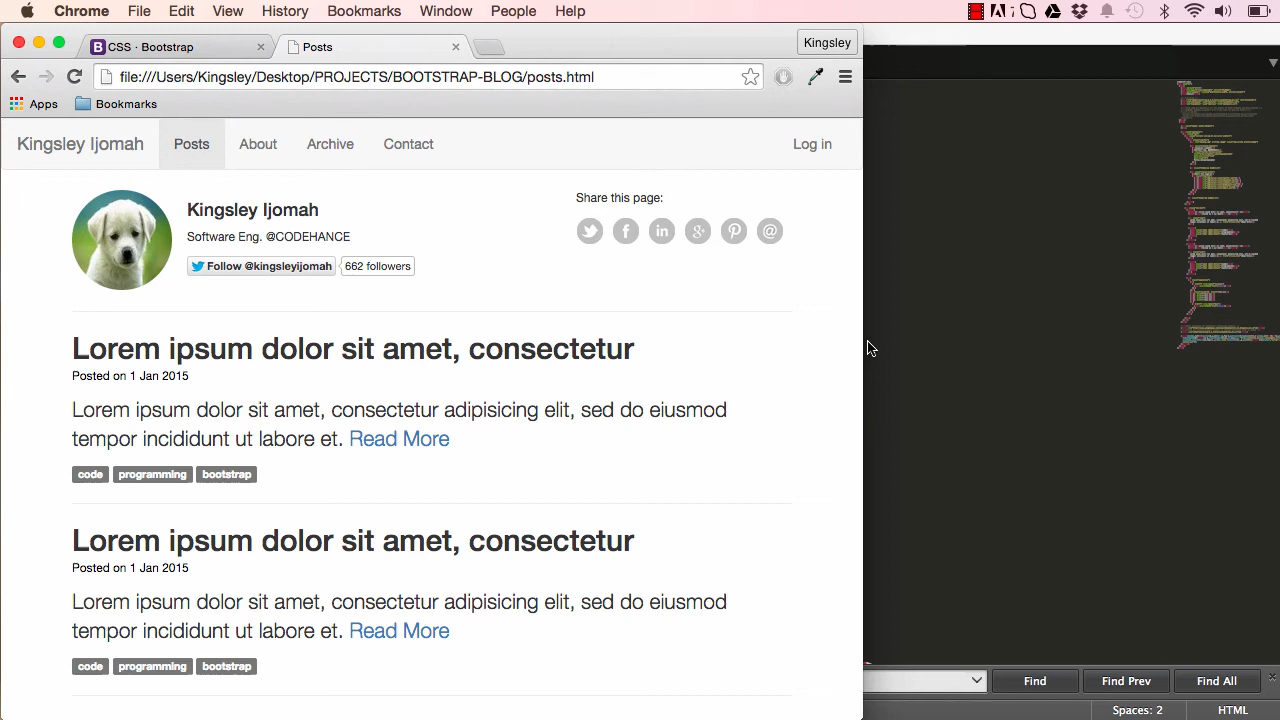 Chrome File Edit View History Bookmarks Window People Help
CSS · Bootstrap
Posts
Kingsley
file:///Users/Kingsley/Desktop/PROJECTS/BOOTSTRAP-BLOG/posts.html
Apps Bookmarks
Kingsley Ijomah Posts About Archive Contact Log in
Kingsley Ijomah
Software Eng. @CODEHANCE
Follow @kingsleyijomah 662 followers
Share this page:
Lorem ipsum dolor sit amet, consectetur
Posted on 1 Jan 2015
Lorem ipsum dolor sit amet, consectetur adipisicing elit, sed do eiusmod
tempor incididunt ut labore et. Read More
code programming bootstrap
Lorem ipsum dolor sit amet, consectetur
Posted on 1 Jan 2015
Lorem ipsum dolor sit amet, consectetur adipisicing elit, sed do eiusmod
tempor incididunt ut labore et. Read More
code programming bootstrap
Find Find Prev Find All
Spaces: 2 HTML